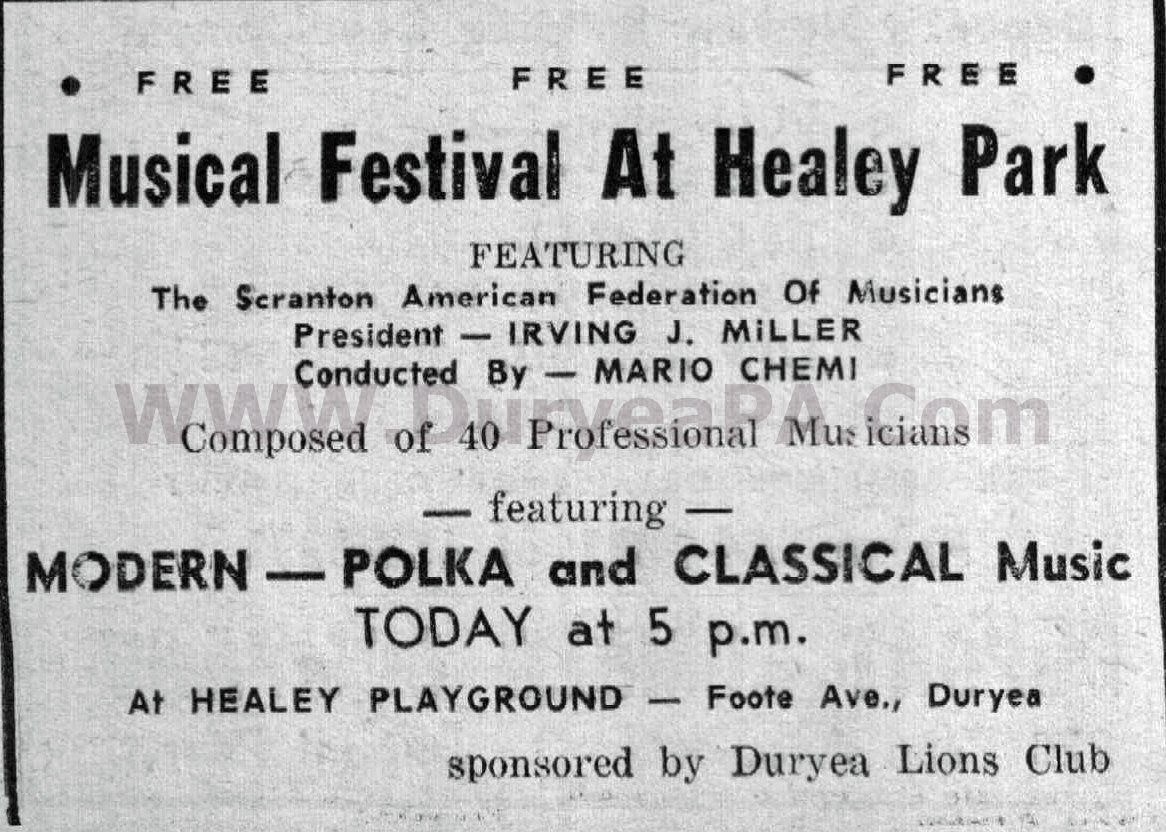 • FREE FREE FREE •
Musical Festival At Healey Park
FEATURING
The Scranton American Federation Of Musicians
President — IRVING J. MiLLER
Conducted By — MARIO CHEMI
WWW.DuryeaPA.Com
Composed of 40 Professional Musicians
— featuring —
MODERN — POLKA and CLASSICAL Music
TODAY at 5 p.m.
At HEALEY PLAYGROUND — Foote Ave., Duryea
sponsored by Duryea Lions Club